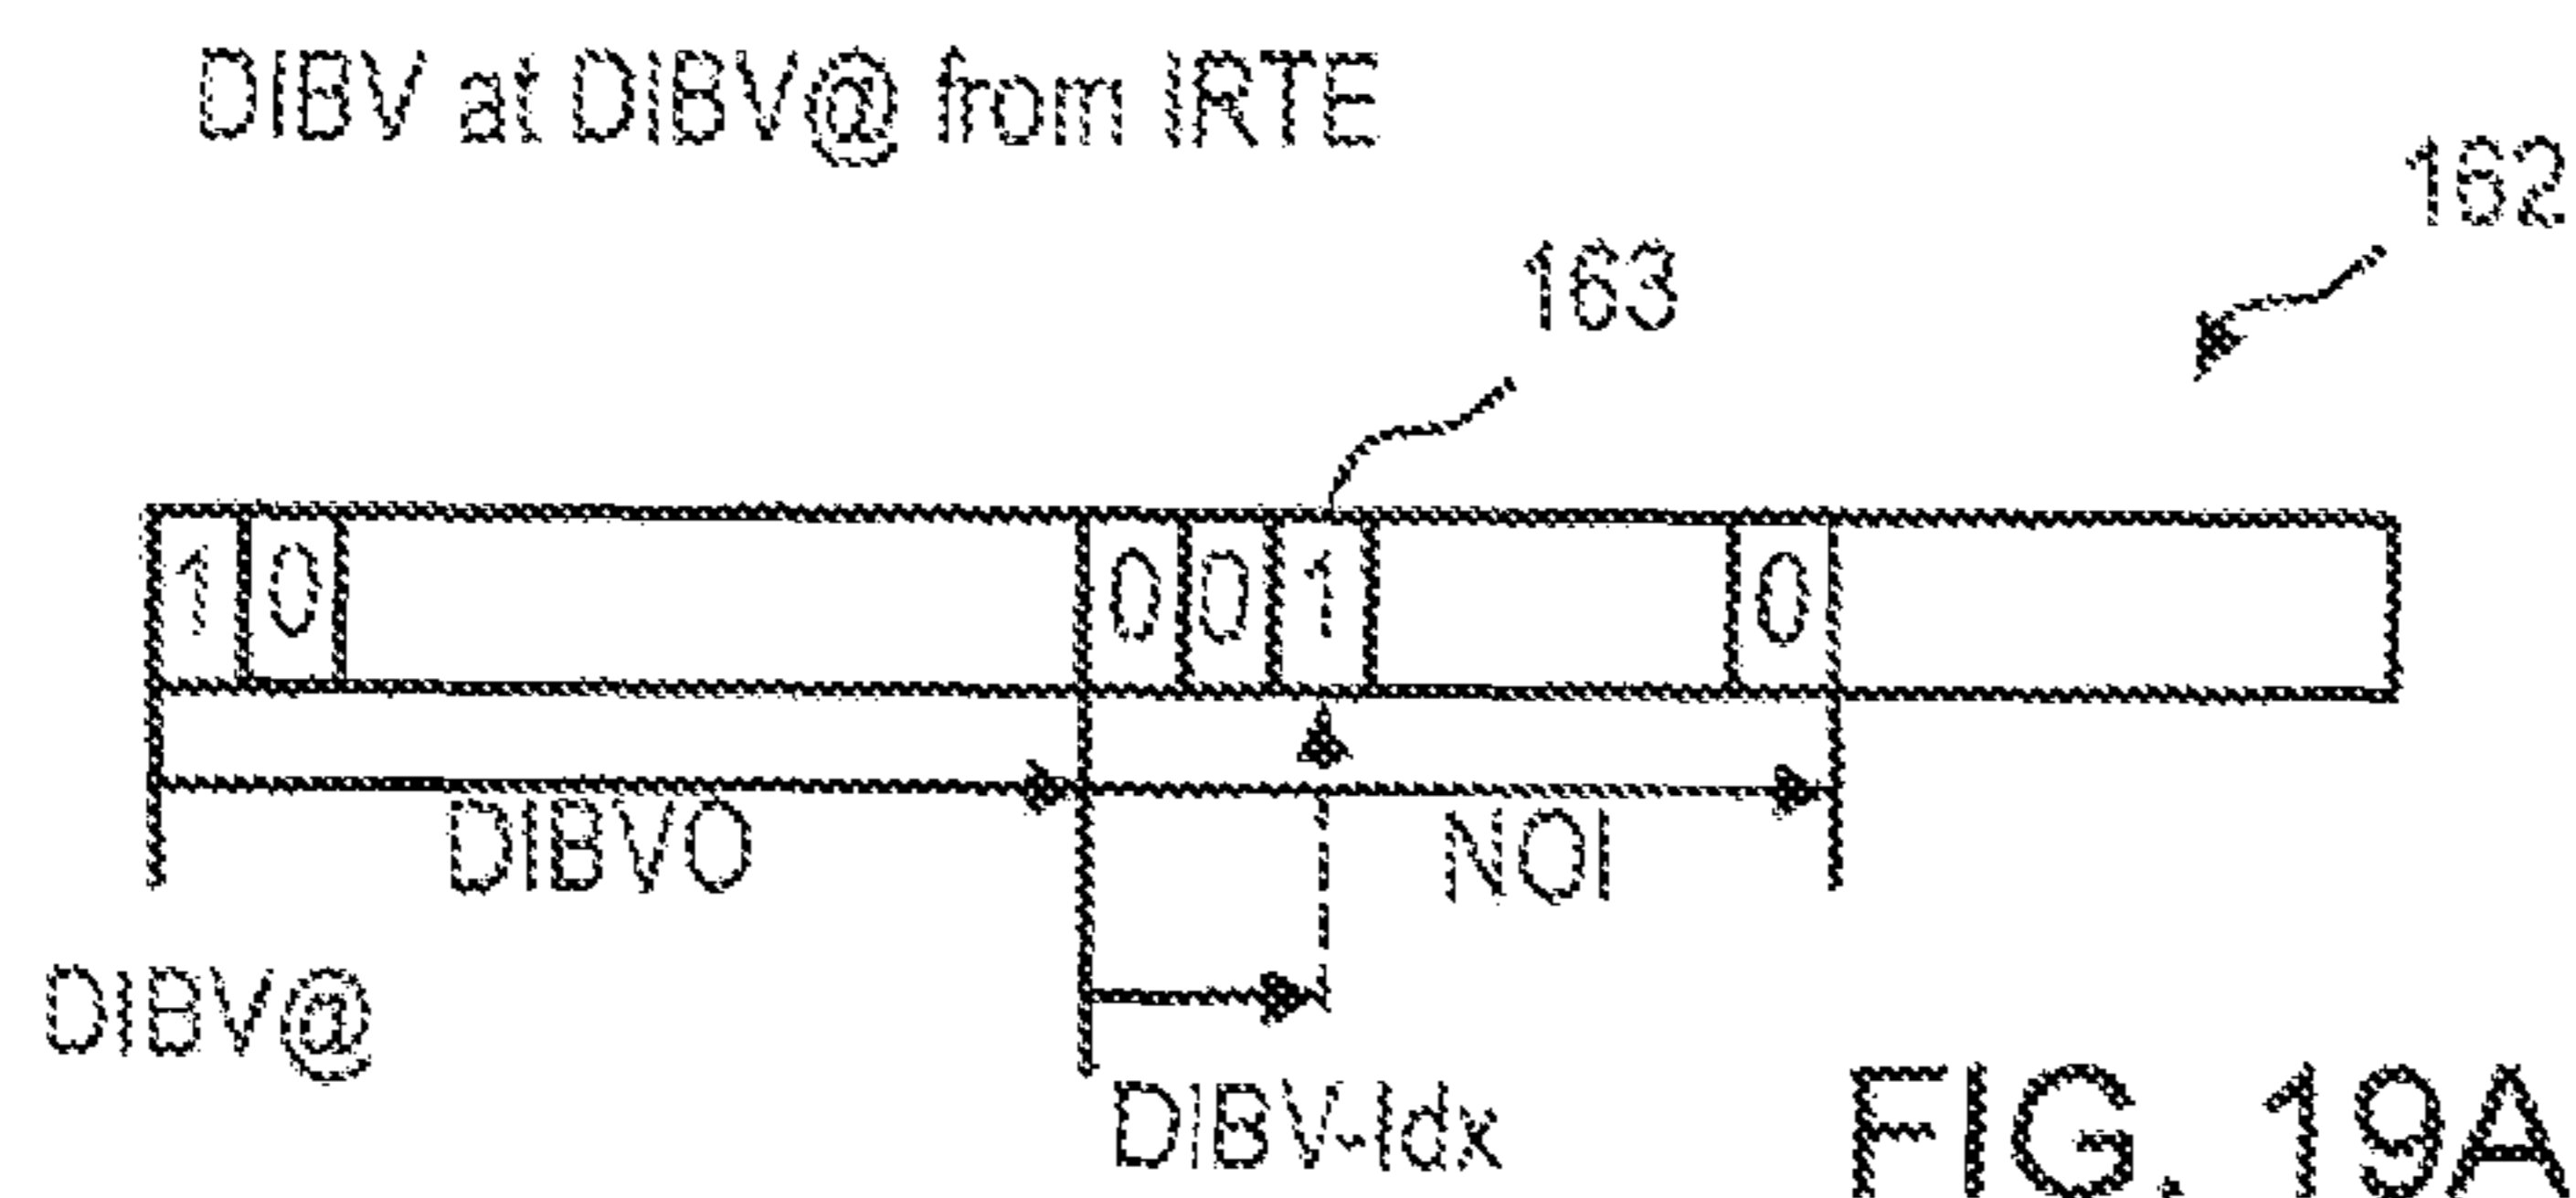 DIBV at DIBV@ from IRTE
162
163
1 0 0 0 1 0
DIBVO NOI
DIBV@
DIBV-Idx
FIG. 19A